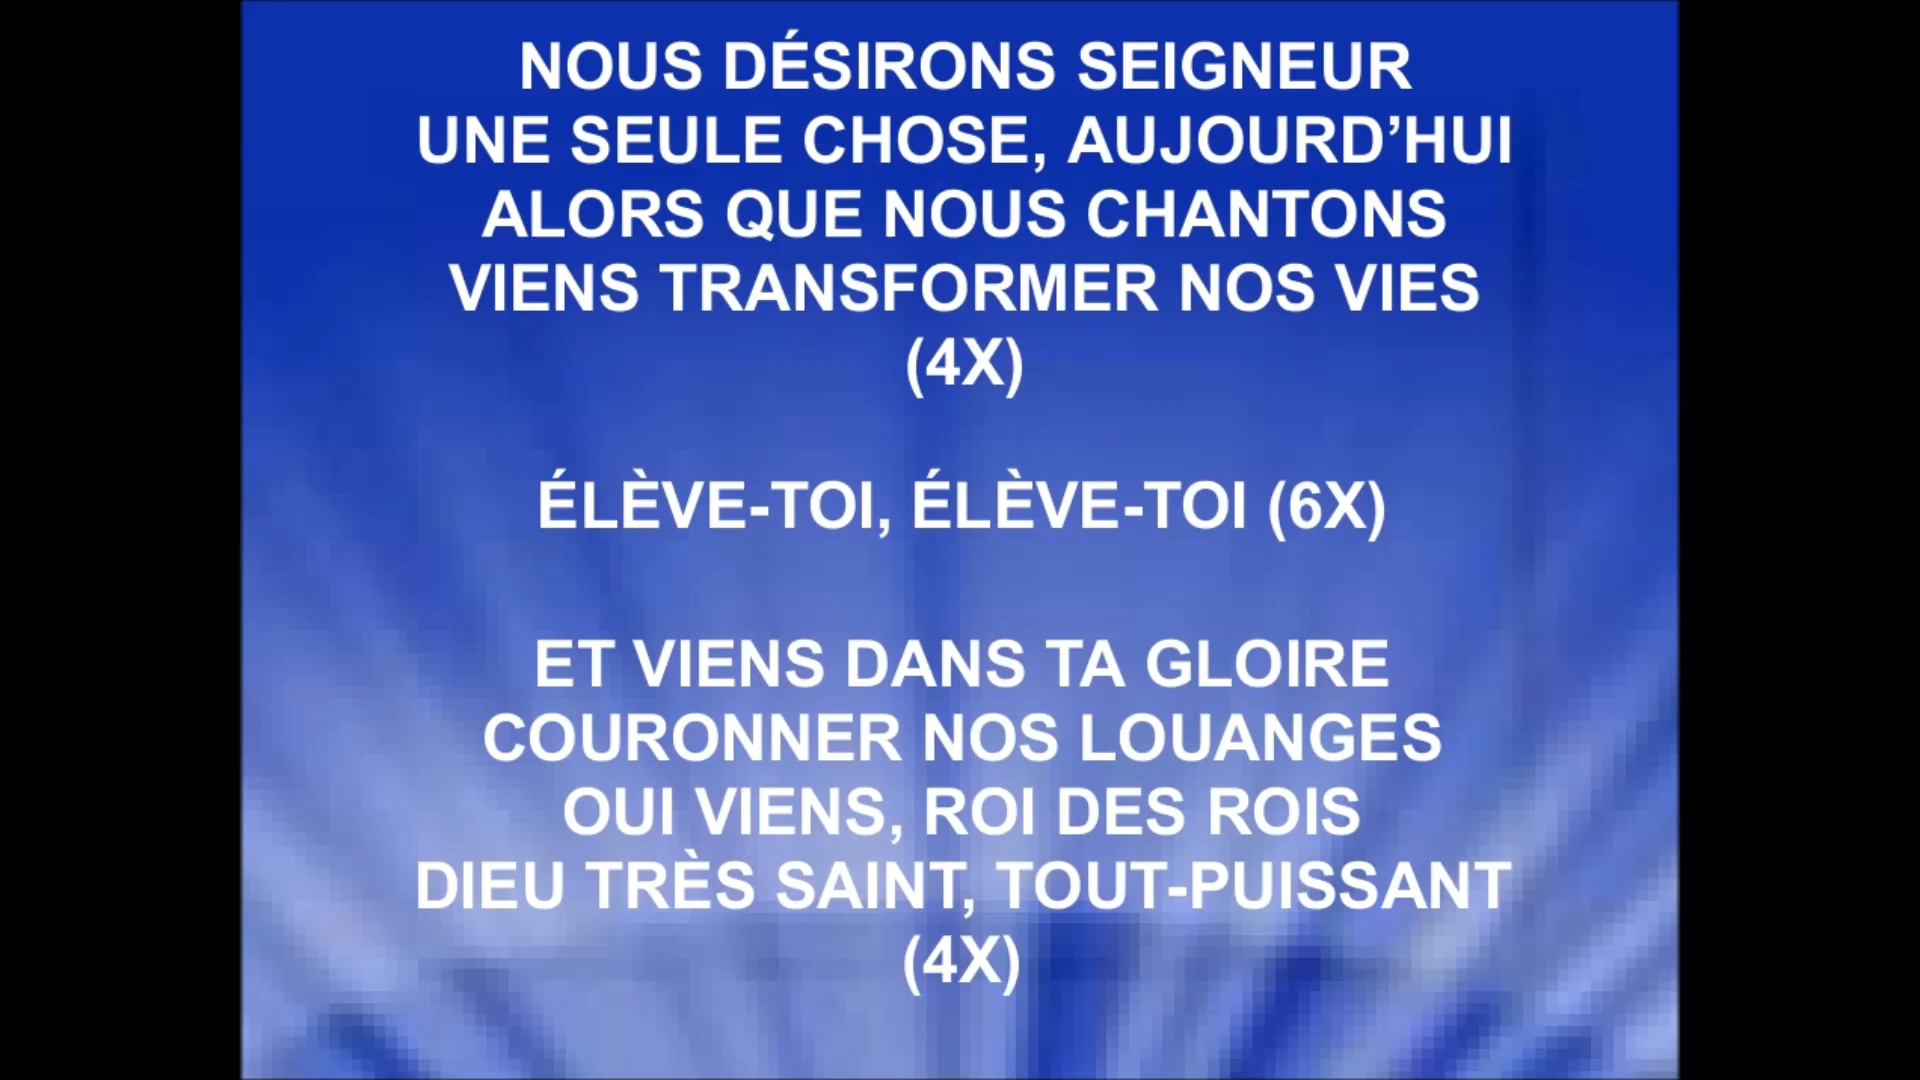 NOUS DÉSIRONS SEIGNEUR
UNE SEULE CHOSE, AUJOURD’HUI
ALORS QUE NOUS CHANTONS
VIENS TRANSFORMER NOS VIES
(4X)
ÉLÈVE-TOI, ÉLÈVE-TOI (6X)
ET VIENS DANS TA GLOIRE
COURONNER NOS LOUANGES
OUI VIENS, ROI DES ROIS
DIEU TRÈS SAINT, TOUT-PUISSANT
(4X)